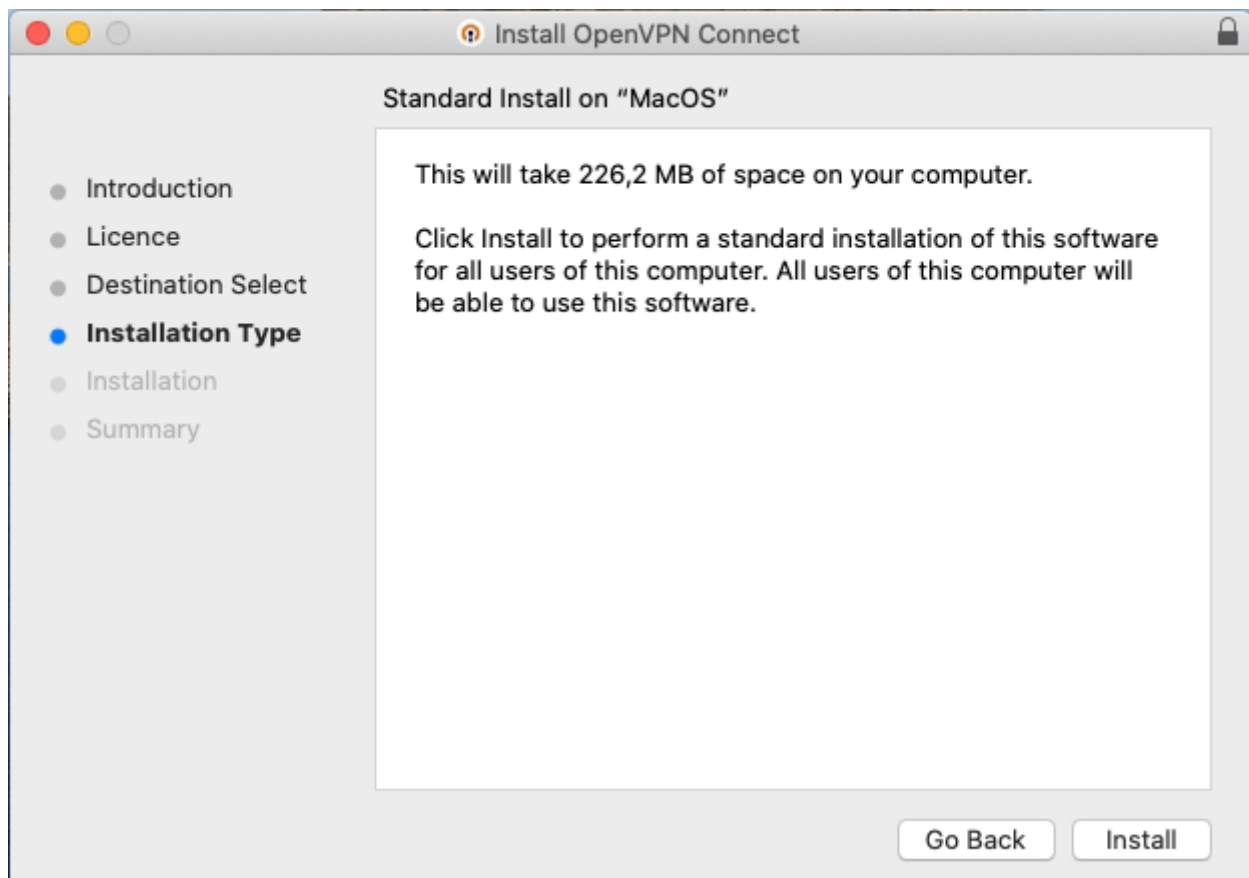 Install OpenVPN Connect
Standard Install on “MacOS”
Introduction
Licence
Destination Select
Installation Type
Installation
Summary
This will take 226,2 MB of space on your computer.
Click Install to perform a standard installation of this software
for all users of this computer. All users of this computer will
be able to use this software.
Go Back
Install